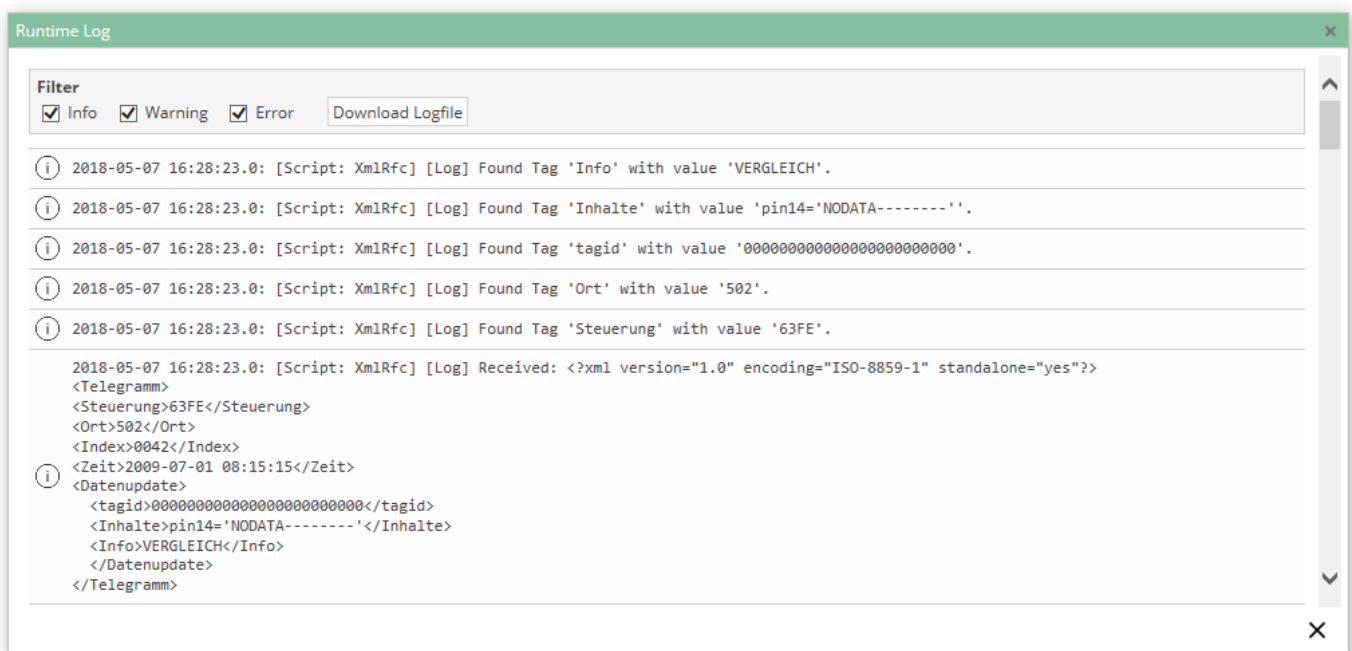 Runtime Log
Filter
Info Warning Error Download Logfile
2018-05-07 16:28:23.0: [Script: XmlRfc] [Log] Found Tag 'Info' with value 'VERGLEICH'.
2018-05-07 16:28:23.0: [Script: XmlRfc] [Log] Found Tag 'Inhalte' with value 'pin14='NODATA--------''.
2018-05-07 16:28:23.0: [Script: XmlRfc] [Log] Found Tag 'tagid' with value '000000000000000000000000'.
2018-05-07 16:28:23.0: [Script: XmlRfc] [Log] Found Tag 'Ort' with value '502'.
2018-05-07 16:28:23.0: [Script: XmlRfc] [Log] Found Tag 'Steuerung' with value '63FE'.
2018-05-07 16:28:23.0: [Script: XmlRfc] [Log] Received: <?xml version="1.0" encoding="ISO-8859-1" standalone="yes"?>
<Telegramm>
<Steuerung>63FE</Steuerung>
<Ort>502</Ort>
<Index>0042</Index>
<Zeit>2009-07-01 08:15:15</Zeit>
<Datenupdate>
<tagid>000000000000000000000000</tagid>
<Inhalte>pin14='NODATA--------'</Inhalte>
<Info>VERGLEICH</Info>
</Datenupdate>
</Telegramm>